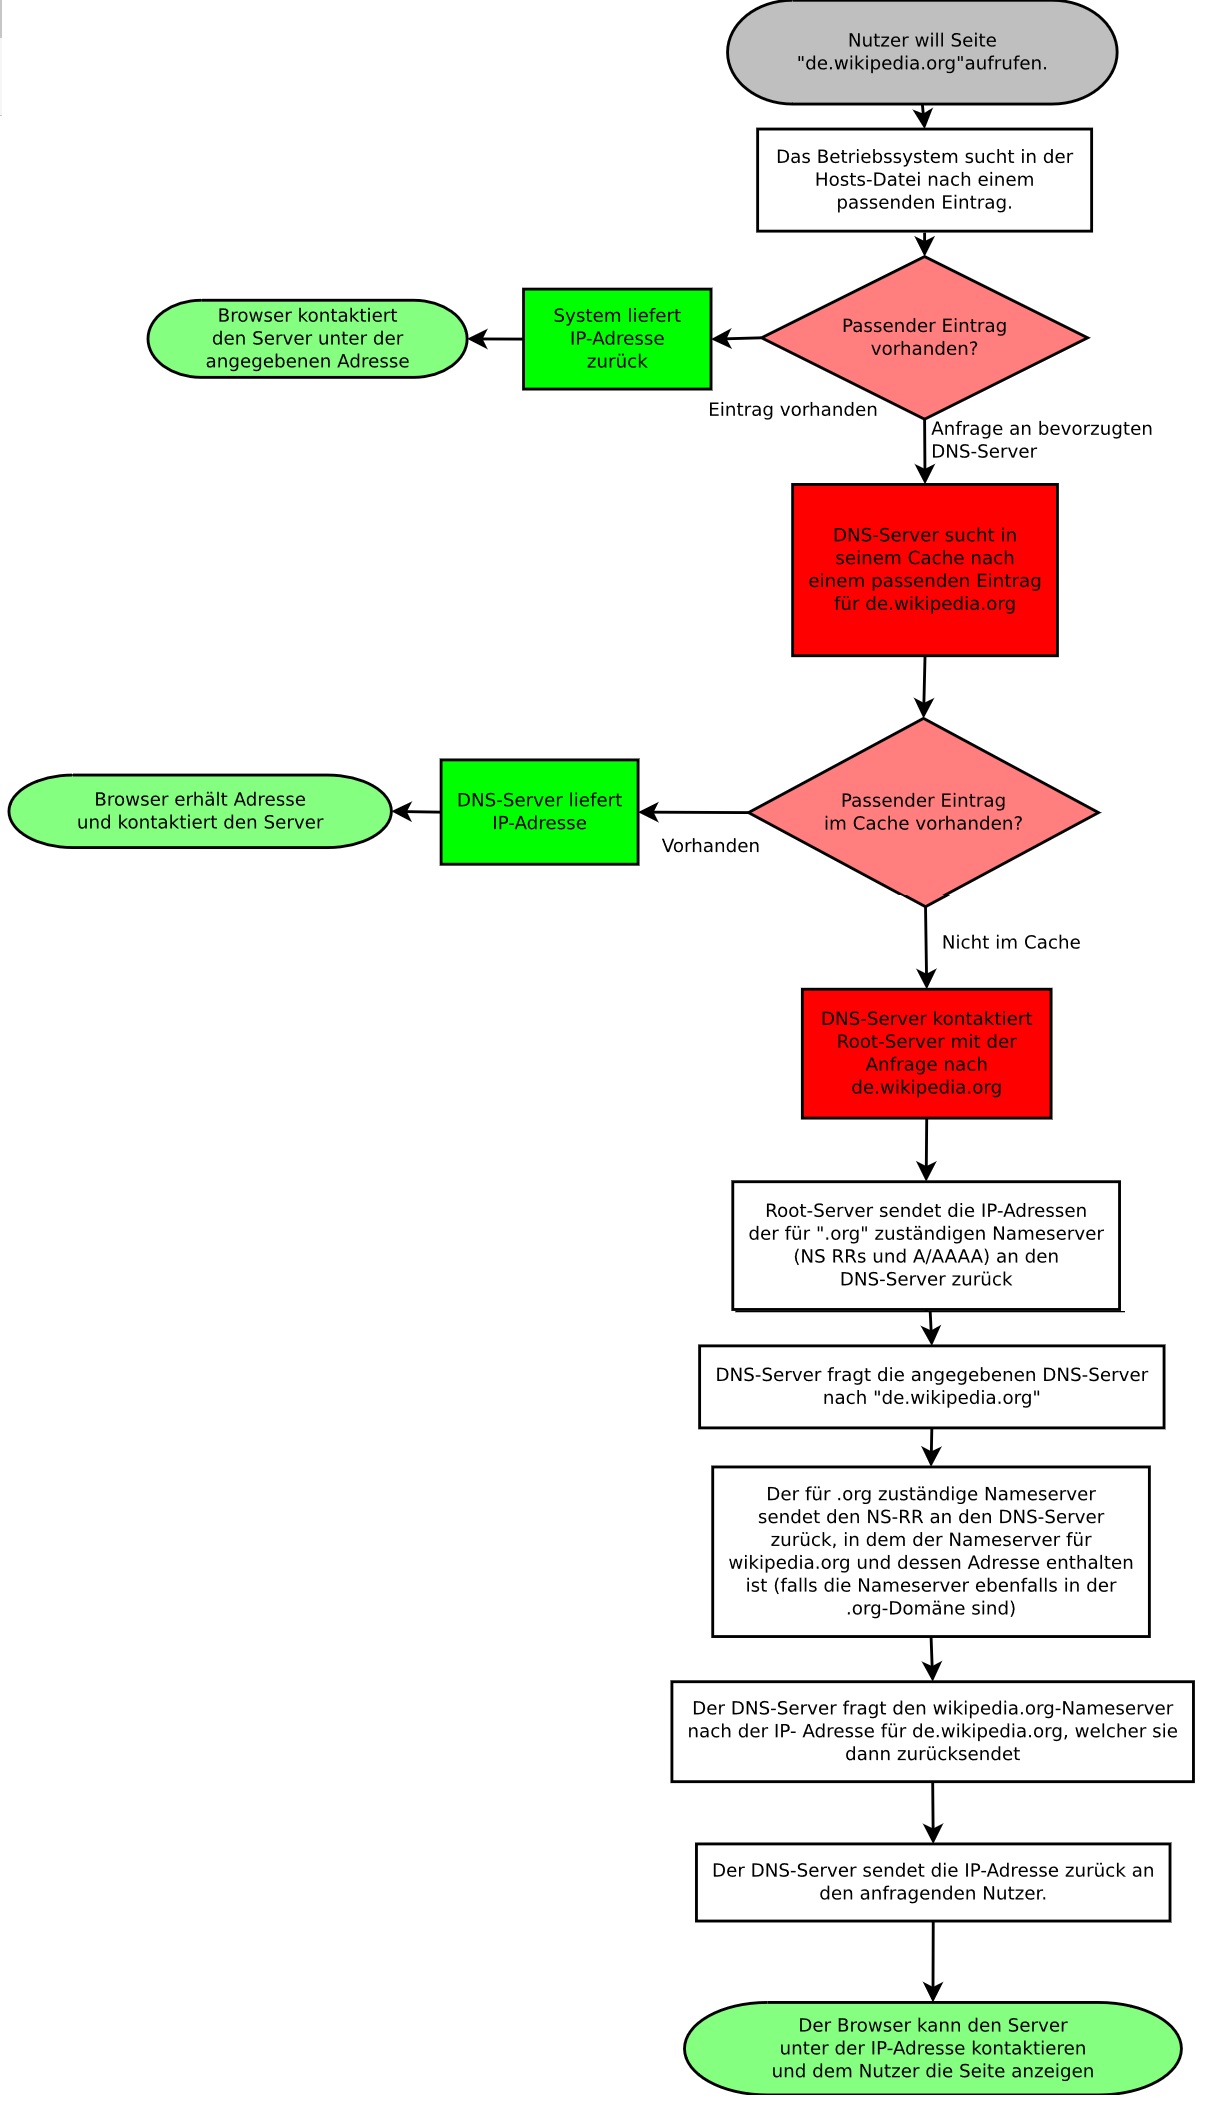 Nutzer will Seite
"de.wikipedia.org"aufrufen.
Das Betriebssystem sucht in der
Hosts-Datei nach einem
passenden Eintrag.
Passender Eintrag
vorhanden?
System liefert
IP-Adresse
zurück
Browser kontaktiert
den Server unter der
angegebenen Adresse
Eintrag vorhanden
Anfrage an bevorzugten
DNS-Server
DNS-Server sucht in
seinem Cache nach
einem passenden Eintrag
für de.wikipedia.org
Passender Eintrag
im Cache vorhanden?
DNS-Server liefert
IP-Adresse
Browser erhält Adresse
und kontaktiert den Server
Vorhanden
Nicht im Cache
DNS-Server kontaktiert
Root-Server mit der
Anfrage nach
de.wikipedia.org
Root-Server sendet die IP-Adressen
der für ".org" zuständigen Nameserver
(NS RRs und A/AAAA) an den
DNS-Server zurück
DNS-Server fragt die angegebenen DNS-Server
nach "de.wikipedia.org"
Der für .org zuständige Nameserver
sendet den NS-RR an den DNS-Server
zurück, in dem der Nameserver für
wikipedia.org und dessen Adresse enthalten
ist (falls die Nameserver ebenfalls in der
.org-Domäne sind)
Der DNS-Server fragt den wikipedia.org-Nameserver
nach der IP- Adresse für de.wikipedia.org, welcher sie
dann zurücksendet
Der DNS-Server sendet die IP-Adresse zurück an
den anfragenden Nutzer.
Der Browser kann den Server
unter der IP-Adresse kontaktieren
und dem Nutzer die Seite anzeigen